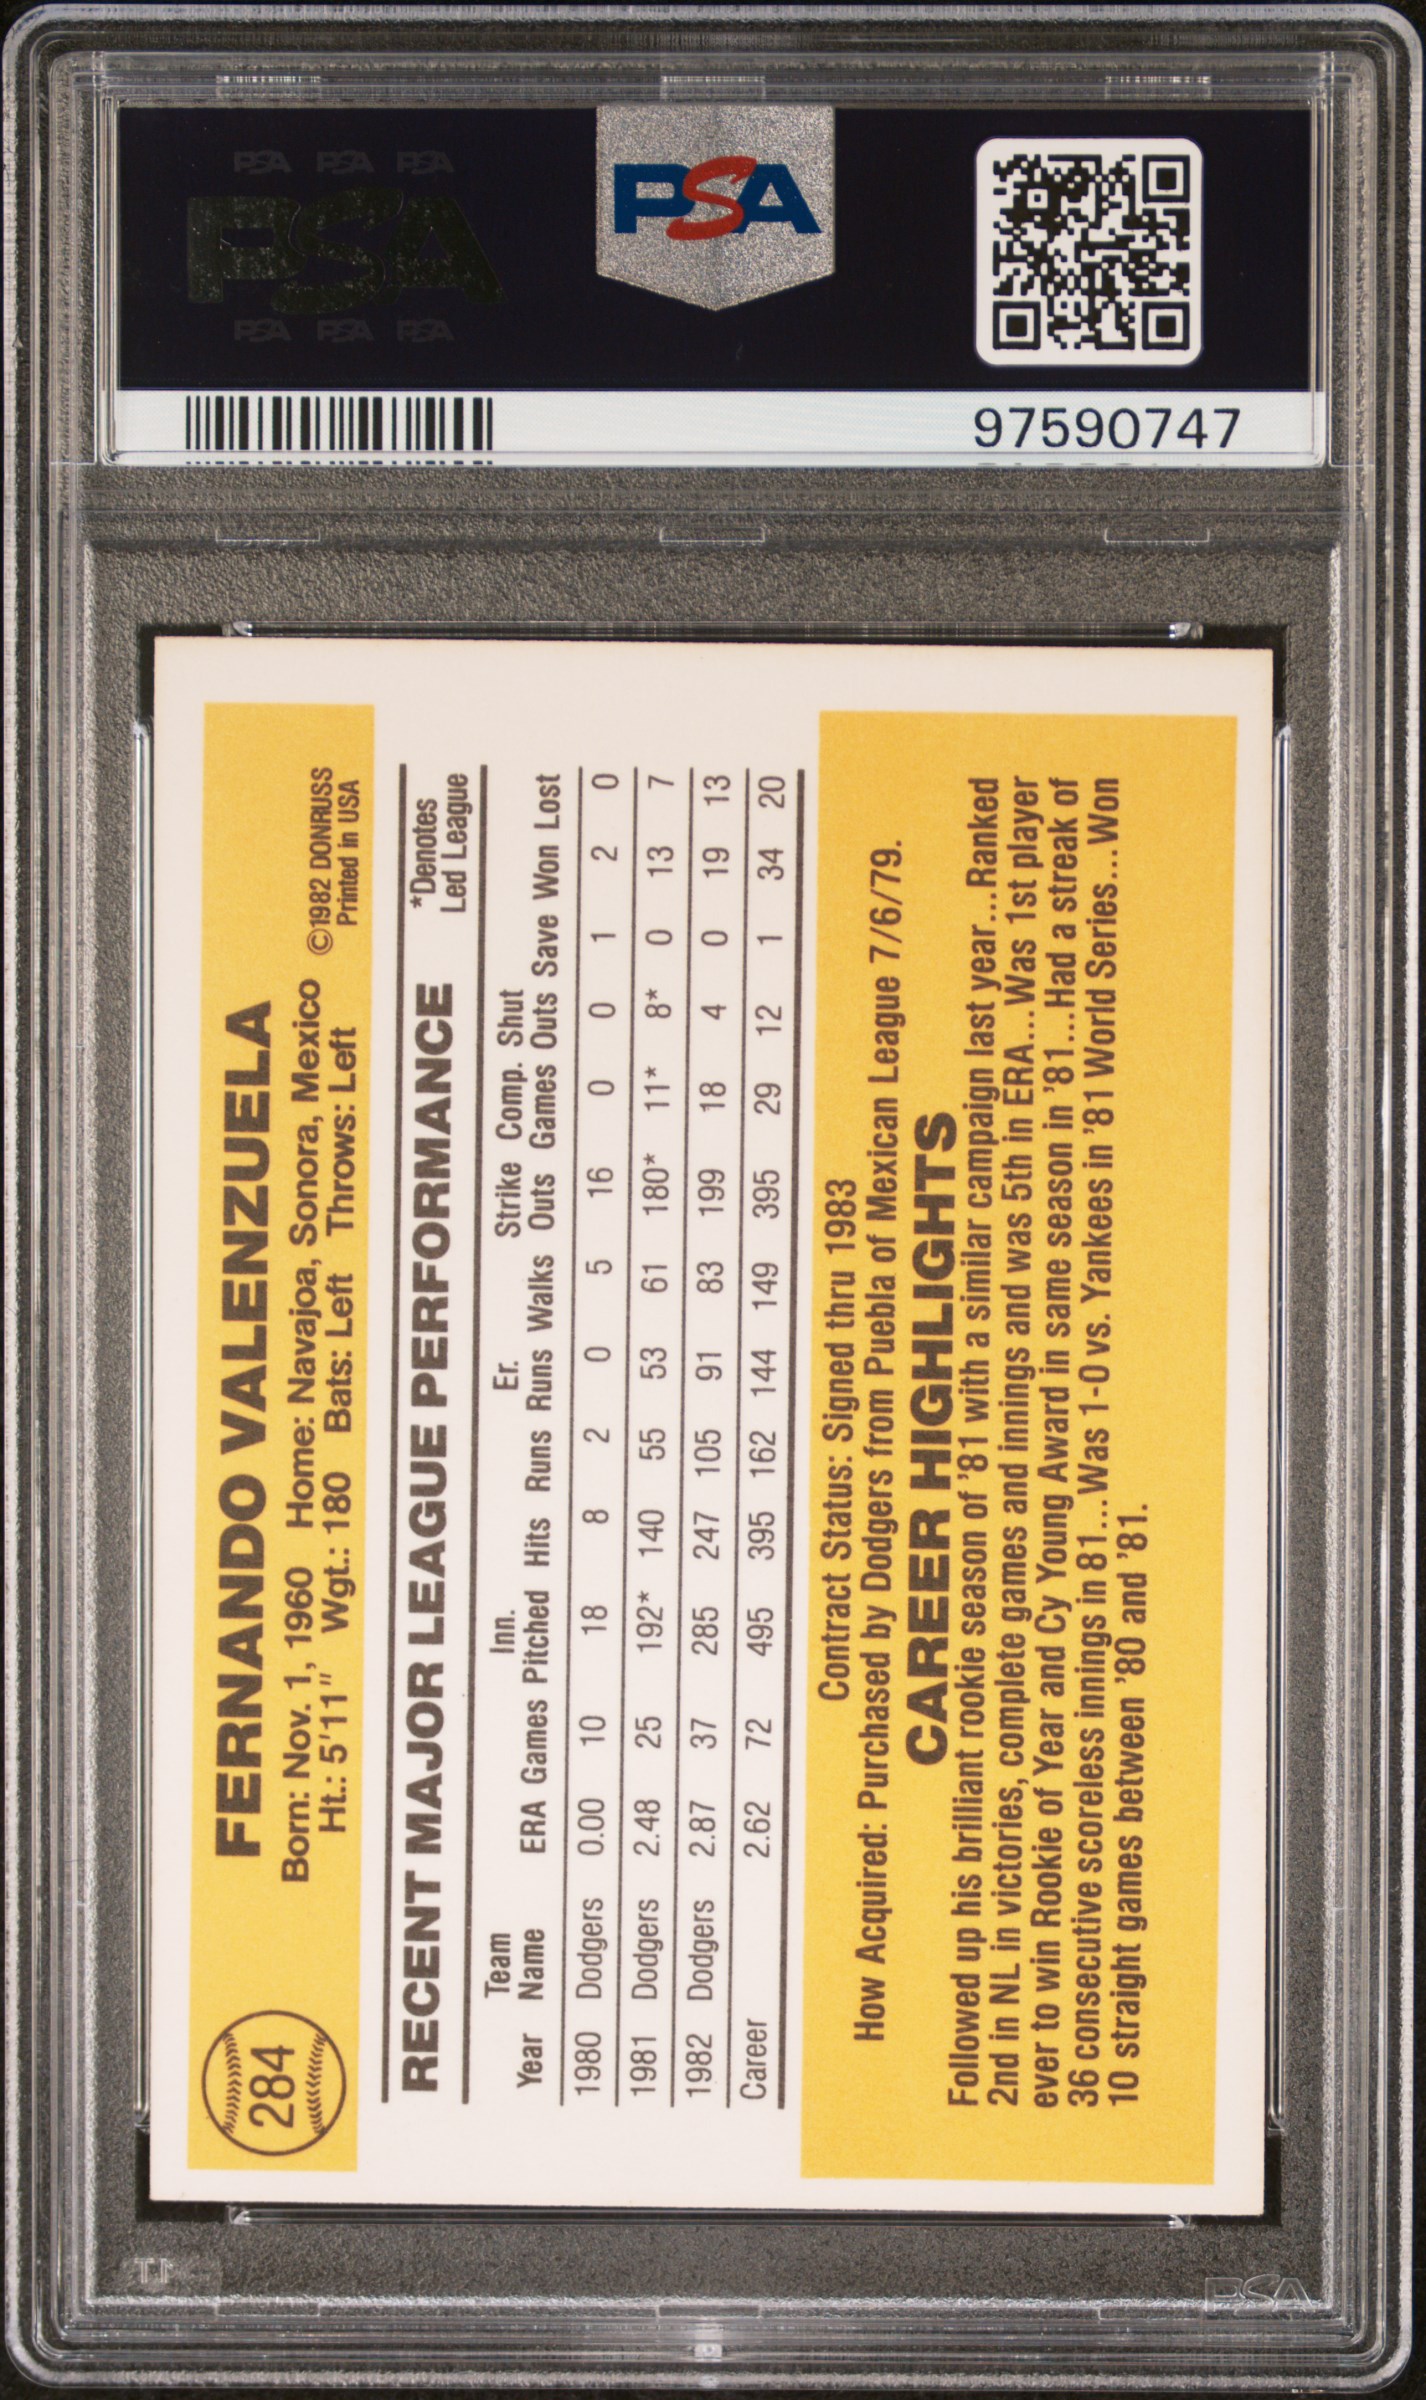 PSA PSA PSA
PSA
PSA PSA PSA
PSA
97590747
284
FERNANDO VALENZUELA
Born: Nov. 1, 1960 Home: Navajoa, Sonora, Mexico ©1982 DONRUSS
Ht.: 5'11" Wgt.: 180 Bats: Left Throws: Left Printed in USA
RECENT MAJOR LEAGUE PERFORMANCE
*Denotes
Led League
Team Inn. Er. Strike Comp. Shut
Year Name ERA Games Pitched Hits Runs Runs Walks Outs Games Outs Save Won Lost
1980 Dodgers 0.00 10 18 8 2 0 5 16 0 0 1 2 0
1981 Dodgers 2.48 25 192* 140 55 53 61 180* 11* 8* 0 13 7
1982 Dodgers 2.87 37 285 247 105 91 83 199 18 4 0 19 13
Career 2.62 72 495 395 162 144 149 395 29 12 1 34 20
Contract Status: Signed thru 1983
How Acquired: Purchased by Dodgers from Puebla of Mexican League 7/6/79.
CAREER HIGHLIGHTS
Followed up his brilliant rookie season of '81 with a similar campaign last year...Ranked
2nd in NL in victories, complete games and innings and was 5th in ERA...Was 1st player
ever to win Rookie of Year and Cy Young Award in same season in '81...Had a streak of
36 consecutive scoreless innings in 81...Was 1-0 vs. Yankees in '81 World Series...Won
10 straight games between '80 and '81.
PSA